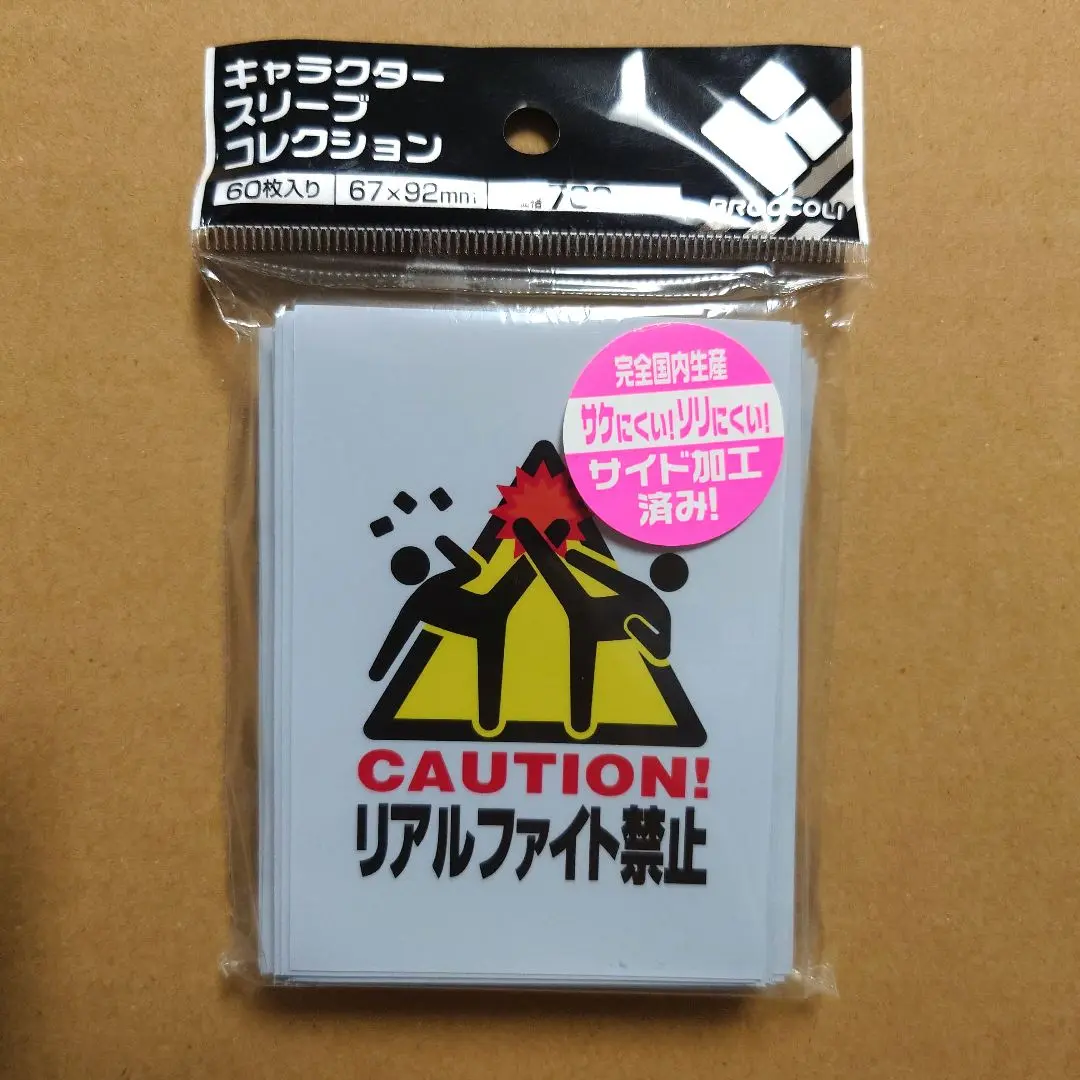 キャラクター
スリーブ
コレクション
60枚入り 67×92mm
BROCCOLI
完全国内生産
サケにくい!ソリにくい!
サイド加工
済み!
CAUTION!
リアルファイト禁止